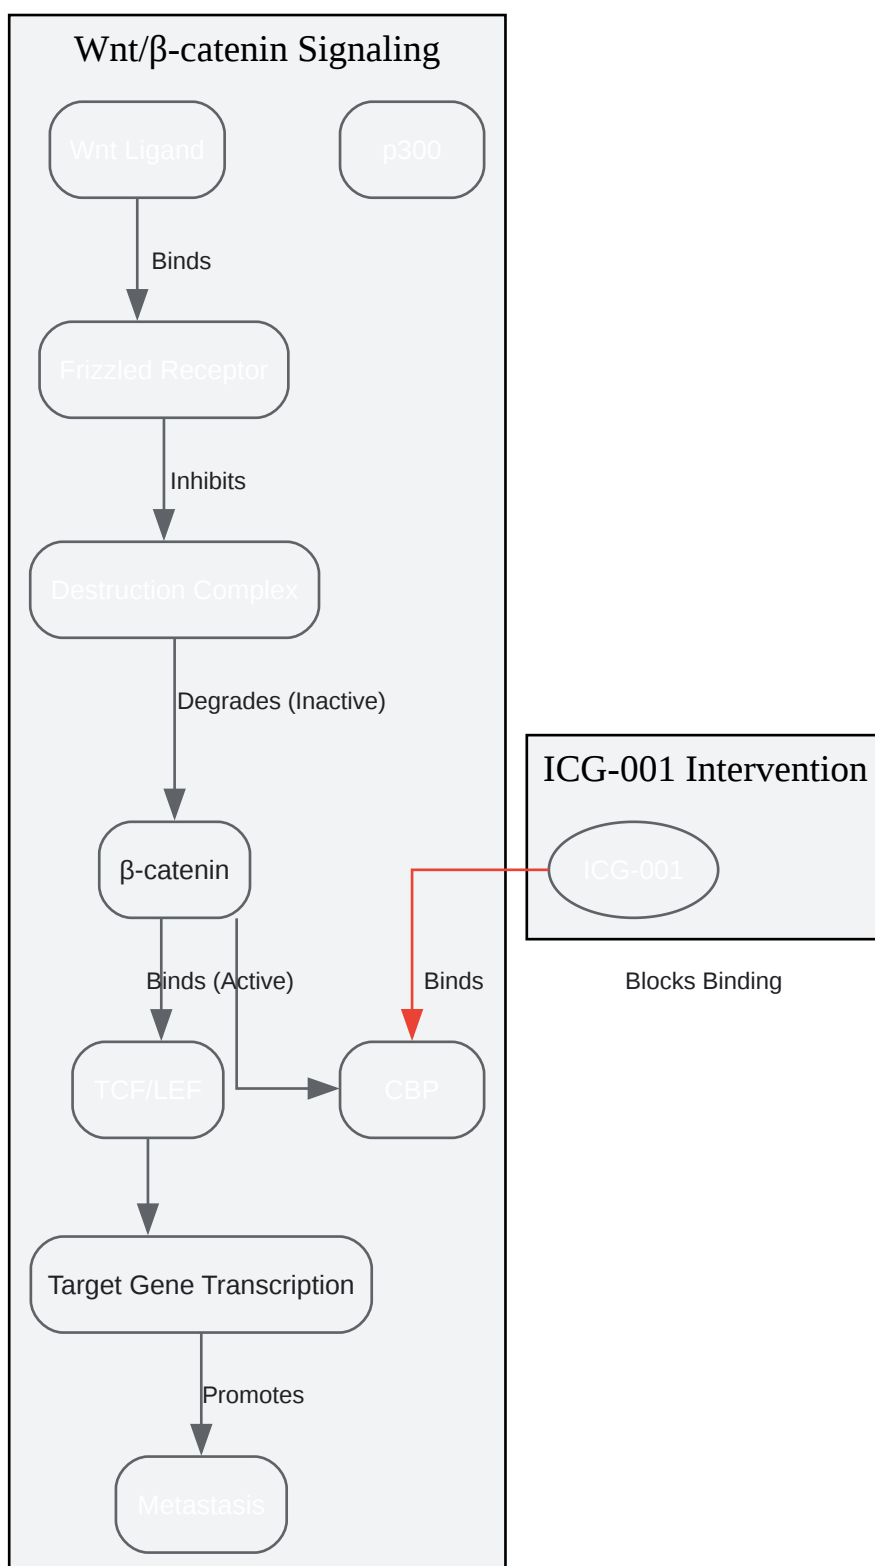 Wnt/β-catenin Signaling
Wnt Ligand
p300
Binds
Frizzled Receptor
Inhibits
Destruction Complex
Degrades (Inactive)
ICG-001 Intervention
β-catenin
ICG-001
Binds (Active)
Binds
Blocks Binding
TCF/LEF
CBP
Target Gene Transcription
Promotes
Metastasis